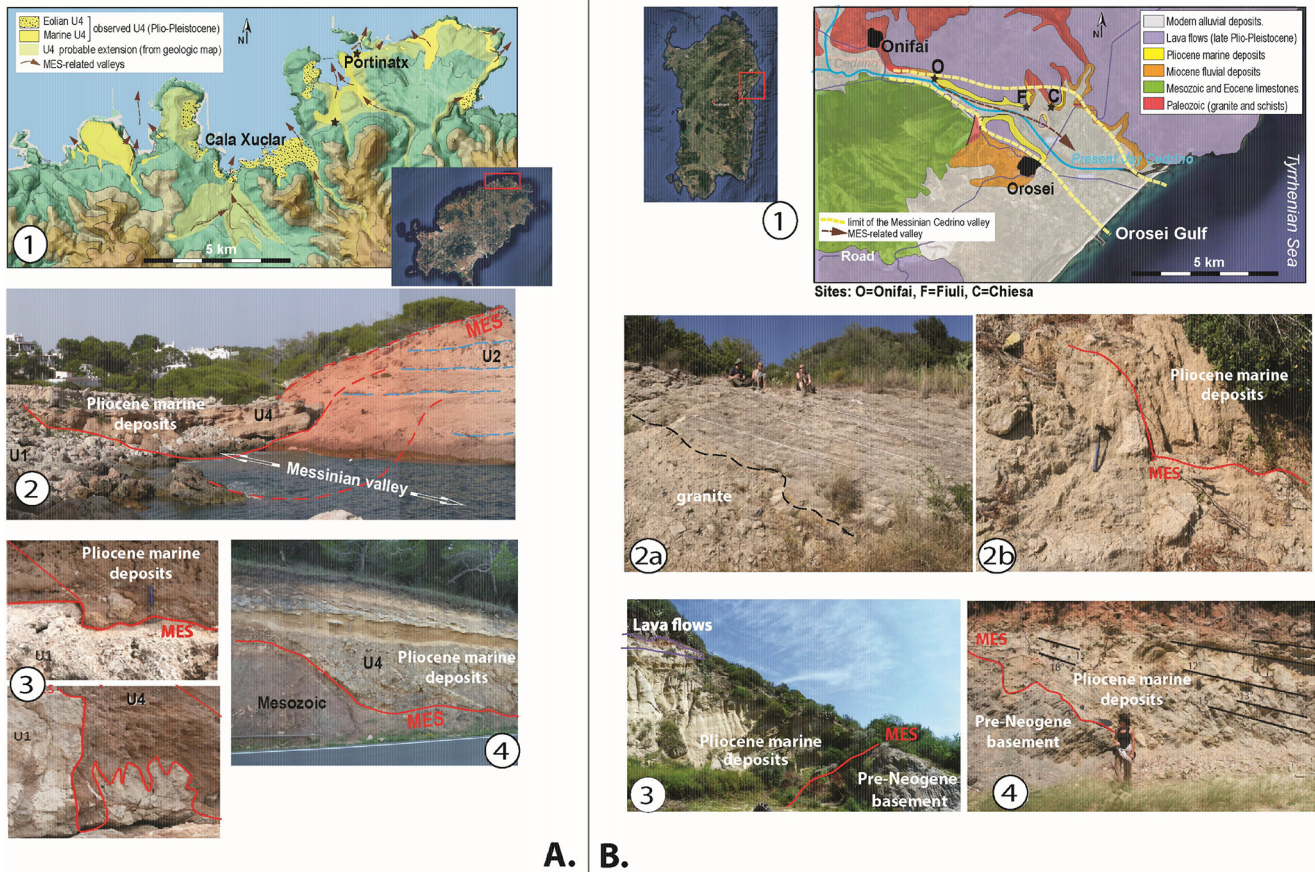 Eolian U4
Marine U4
observed U4 (Plio-Pleistocene)
U4 probable extension (from geologic map)
MES-related valleys
N
Portinatx
Cala Xuclar
5 km
1
MES
U2
Pliocene marine
deposits
U4
U1
Messinian valley
2
Pliocene marine
deposits
MES
U1
3
U4
U1
U4
Pliocene marine
deposits
Mesozoic
MES
4
A.
1
N
Onifai
Cedrino
O
F
C
Present day Cedrino
Orosei
Orosei Gulf
Tyrrhenian Sea
Road
5 km
Modern alluvial deposits.
Lava flows (late Plio-Pleistocene)
Pliocene marine deposits
Miocene fluvial deposits
Mesozoic and Eocene limestones.
Paleozoic (granite and schists)
limit of the Messinian Cedrino valley
MES-related valley
Sites: O=Onifai, F=Fiuli, C=Chiesa
granite
2a
Pliocene marine
deposits
MES
2b
Lava flows
MES
Pliocene marine
deposits
Pre-Neogene
basement
3
MES
15°
18°
12°
13°
Pliocene marine
deposits
Pre-Neogene
basement
4
B.